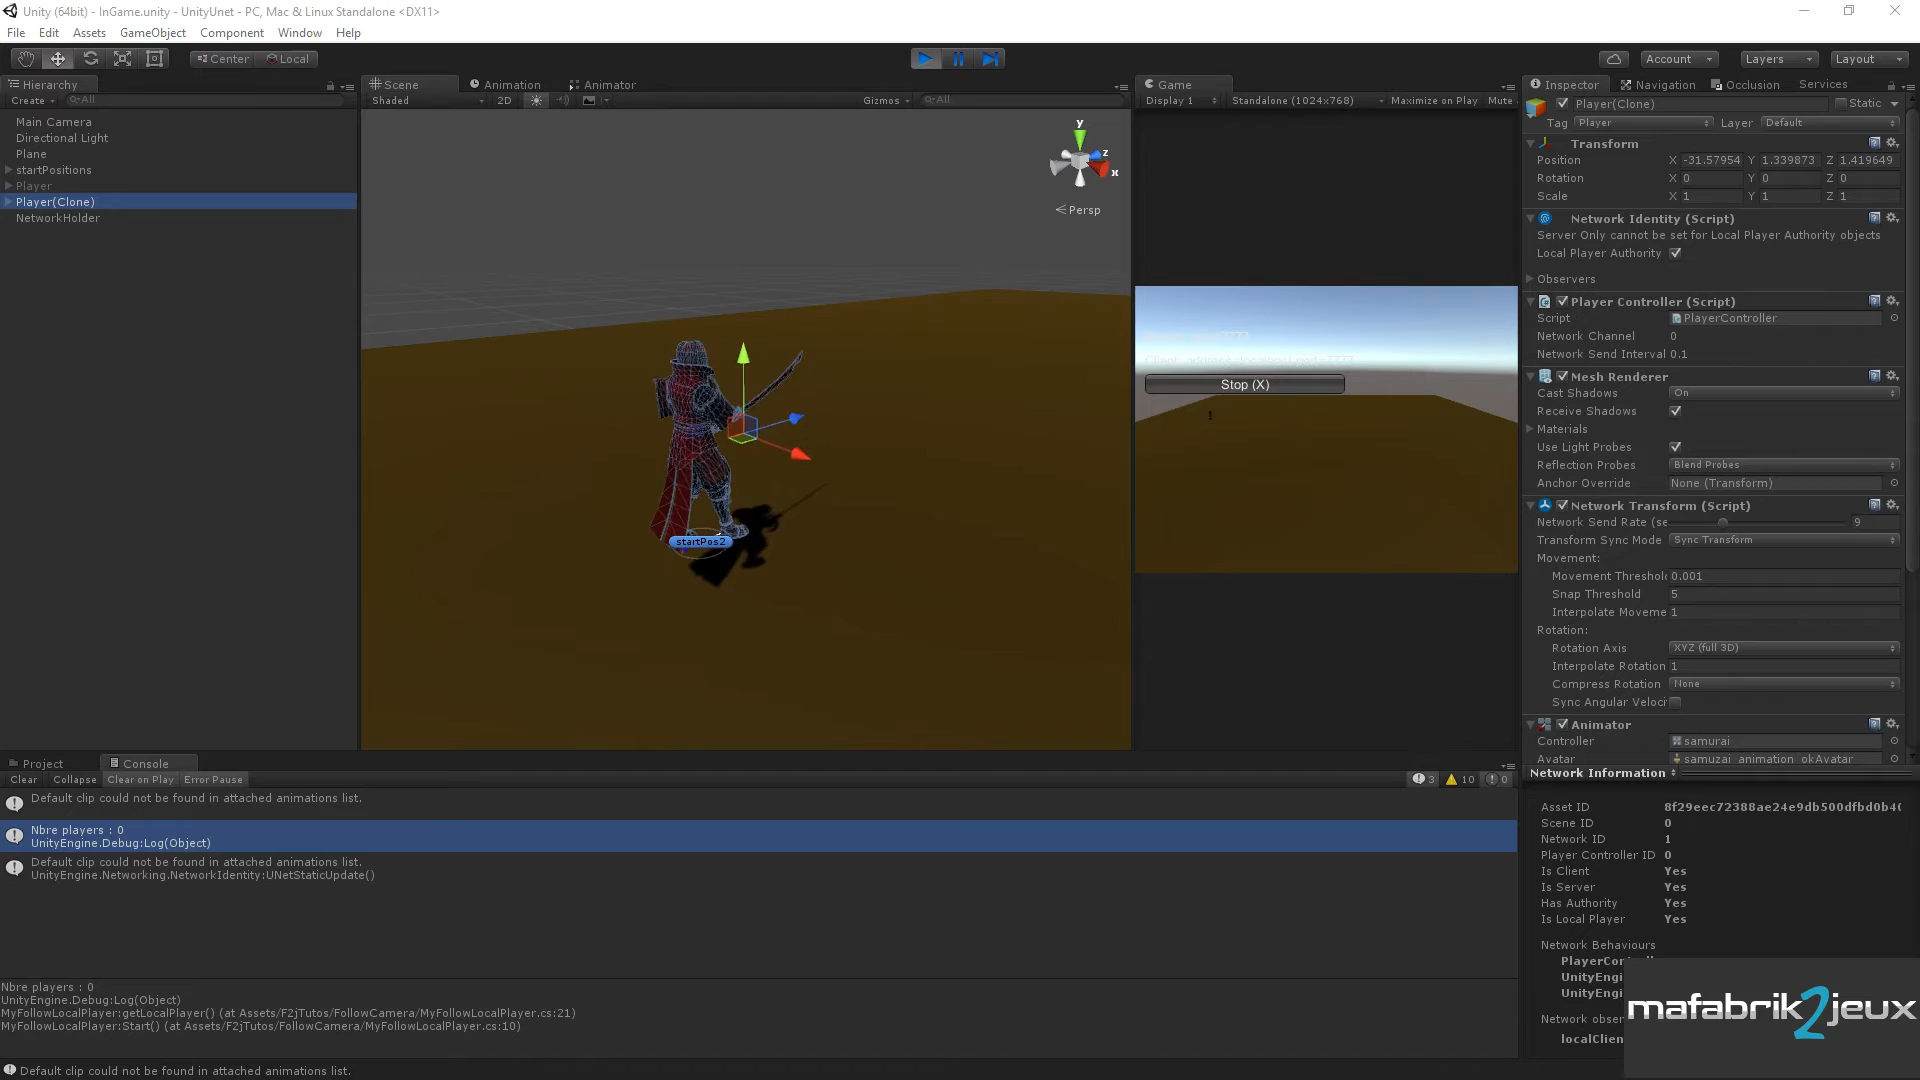 Unity (64bit) - InGame.unity - UnityUnet - PC, Mac & Linux Standalone <DX11>
File Edit Assets GameObject Component Window Help
Center Local Account Layers Layout
Hierarchy
Create All
Main Camera
Directional Light
Plane
startPositions
Player
Player(Clone)
NetworkHolder
Scene Animation Animator
Shaded 2D Gizmos All
y
z
x
Persp
startPos2
Game
Display 1 Standalone (1024x768) Maximize on Play Mute
Stop (X)
Inspector Navigation Occlusion Services
Player(Clone) Static
Tag Player Layer Default
Transform
Position X -31.57954 Y 1.339873 Z 1.419649
Rotation X 0 Y 0 Z 0
Scale X 1 Y 1 Z 1
Network Identity (Script)
Server Only cannot be set for Local Player Authority objects
Local Player Authority
Observers
Player Controller (Script)
Script PlayerController
Network Channel 0
Network Send Interval 0.1
Mesh Renderer
Cast Shadows On
Receive Shadows
Materials
Use Light Probes
Reflection Probes Blend Probes
Anchor Override None (Transform)
Network Transform (Script)
Network Send Rate (se 9
Transform Sync Mode Sync Transform
Movement:
Movement Threshol 0.001
Snap Threshold 5
Interpolate Moveme 1
Rotation:
Rotation Axis XYZ (full 3D)
Interpolate Rotation 1
Compress Rotation None
Sync Angular Veloci
Animator
Controller samurai
Avatar samuzai_animation_okAvatar
Network Information
Asset ID 8f29eec72388ae24e9db500dfbd0b40
Scene ID 0
Network ID 1
Player Controller ID 0
Is Client Yes
Is Server Yes
Has Authority Yes
Is Local Player Yes
Network Behaviours
PlayerCon
UnityEngi
UnityEngi
Network obser
localClien
Project Console
Clear Collapse Clear on Play Error Pause 3 10 0
Default clip could not be found in attached animations list.
Nbre players : 0
UnityEngine.Debug:Log(Object)
Default clip could not be found in attached animations list.
UnityEngine.Networking.NetworkIdentity:UNetStaticUpdate()
Nbre players : 0
UnityEngine.Debug:Log(Object)
MyFollowLocalPlayer:getLocalPlayer() (at Assets/F2jTutos/FollowCamera/MyFollowLocalPlayer.cs:21)
MyFollowLocalPlayer:Start() (at Assets/F2jTutos/FollowCamera/MyFollowLocalPlayer.cs:10)
Default clip could not be found in attached animations list.
mafabrik2jeux